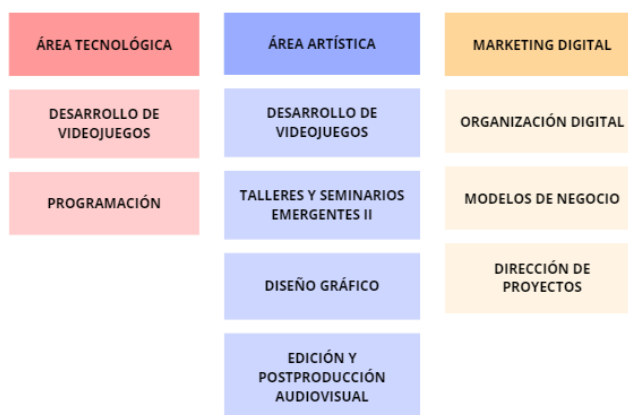 ÁREA TECNOLÓGICA
DESARROLLO DE
VIDEOJUEGOS
PROGRAMACIÓN
ÁREA ARTÍSTICA
DESARROLLO DE
VIDEOJUEGOS
TALLERES Y SEMINARIOS
EMERGENTES II
DISEÑO GRÁFICO
EDICIÓN Y
POSTPRODUCCIÓN
AUDIOVISUAL
MARKETING DIGITAL
ORGANIZACIÓN DIGITAL
MODELOS DE NEGOCIO
DIRECCIÓN DE
PROYECTOS